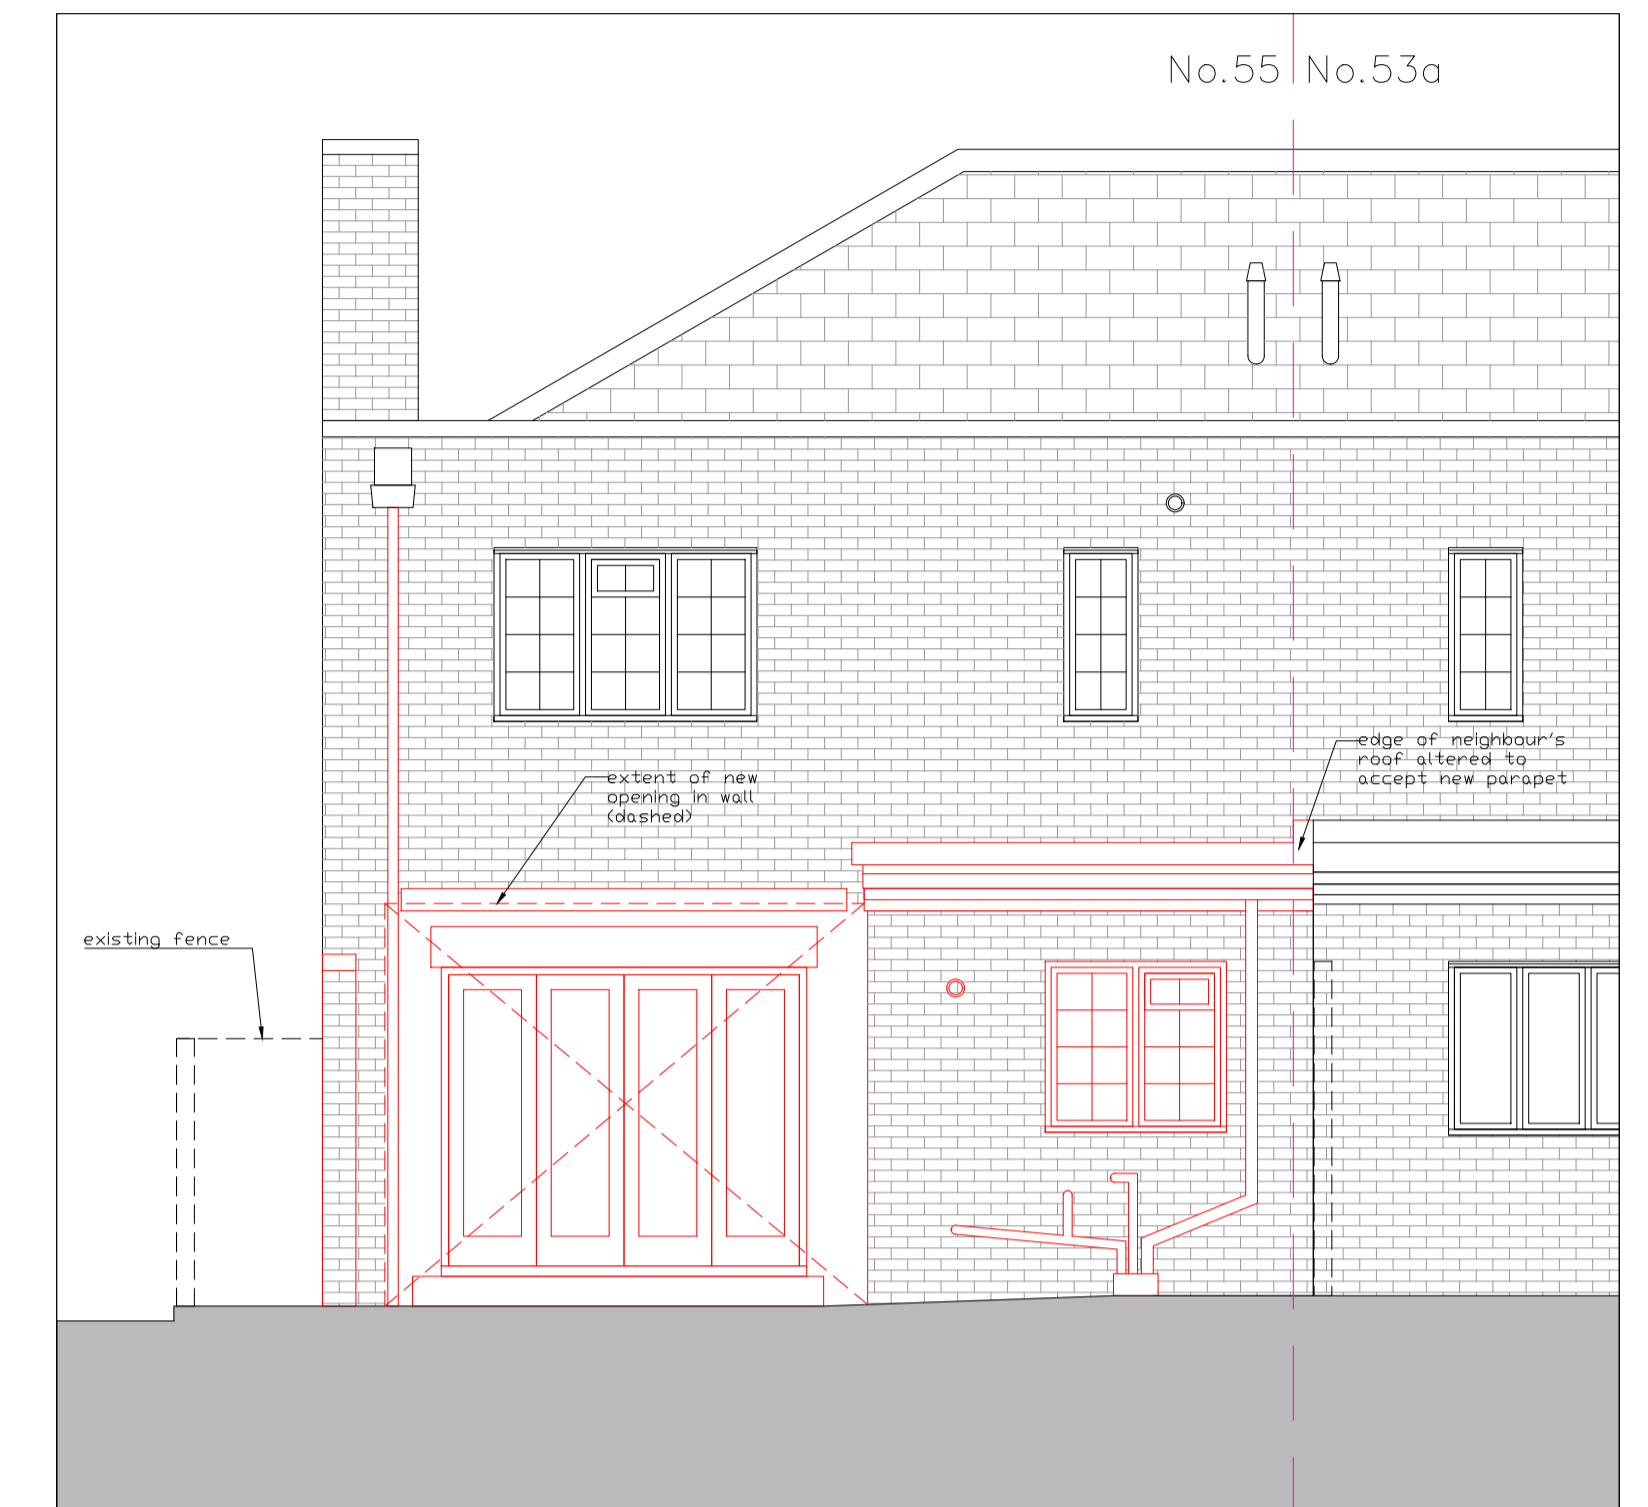 No.55 No.53a
edge of neighbour's
roof altered to
accept new parapet
extent of new
opening in wall
(dashed)
existing fence